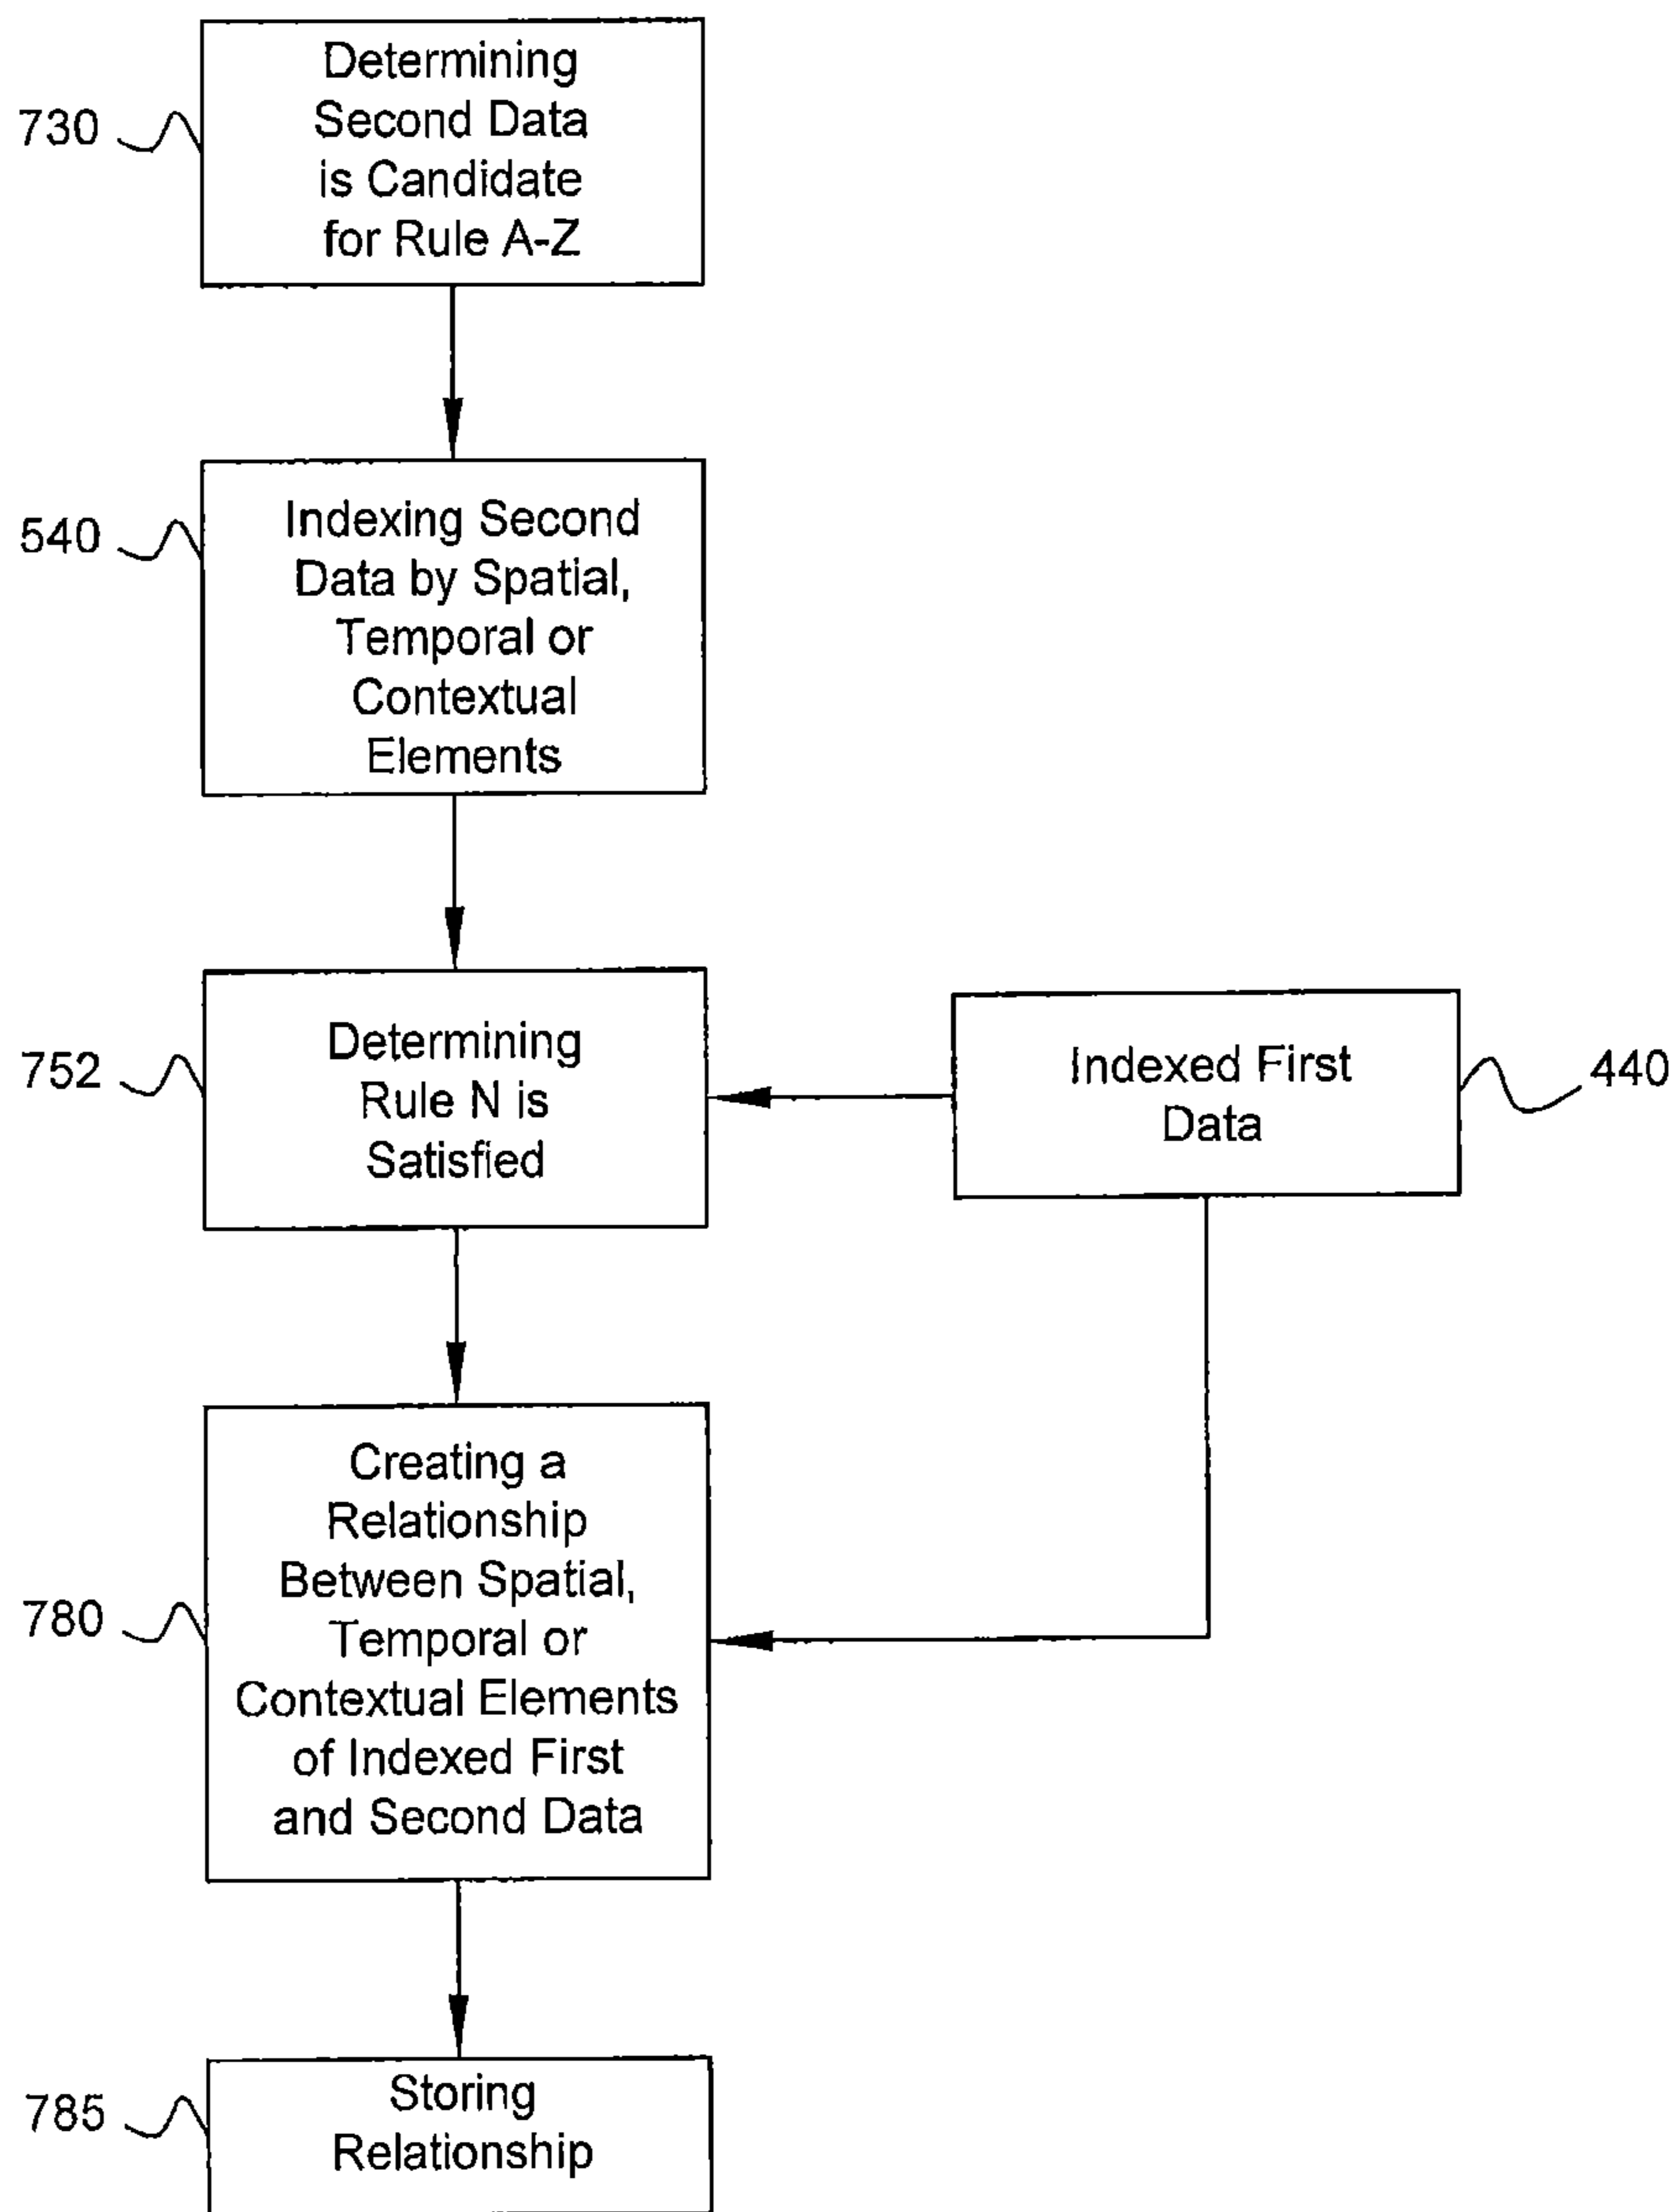 730
Determining
Second Data
is Candidate
for Rule A-Z
540
Indexing Second
Data by Spatial,
Temporal or
Contextual
Elements
752
Determining
Rule N is
Satisfied
Indexed First
Data
440
780
Creating a
Relationship
Between Spatial,
Temporal or
Contextual Elements
of Indexed First
and Second Data
785
Storing
Relationship